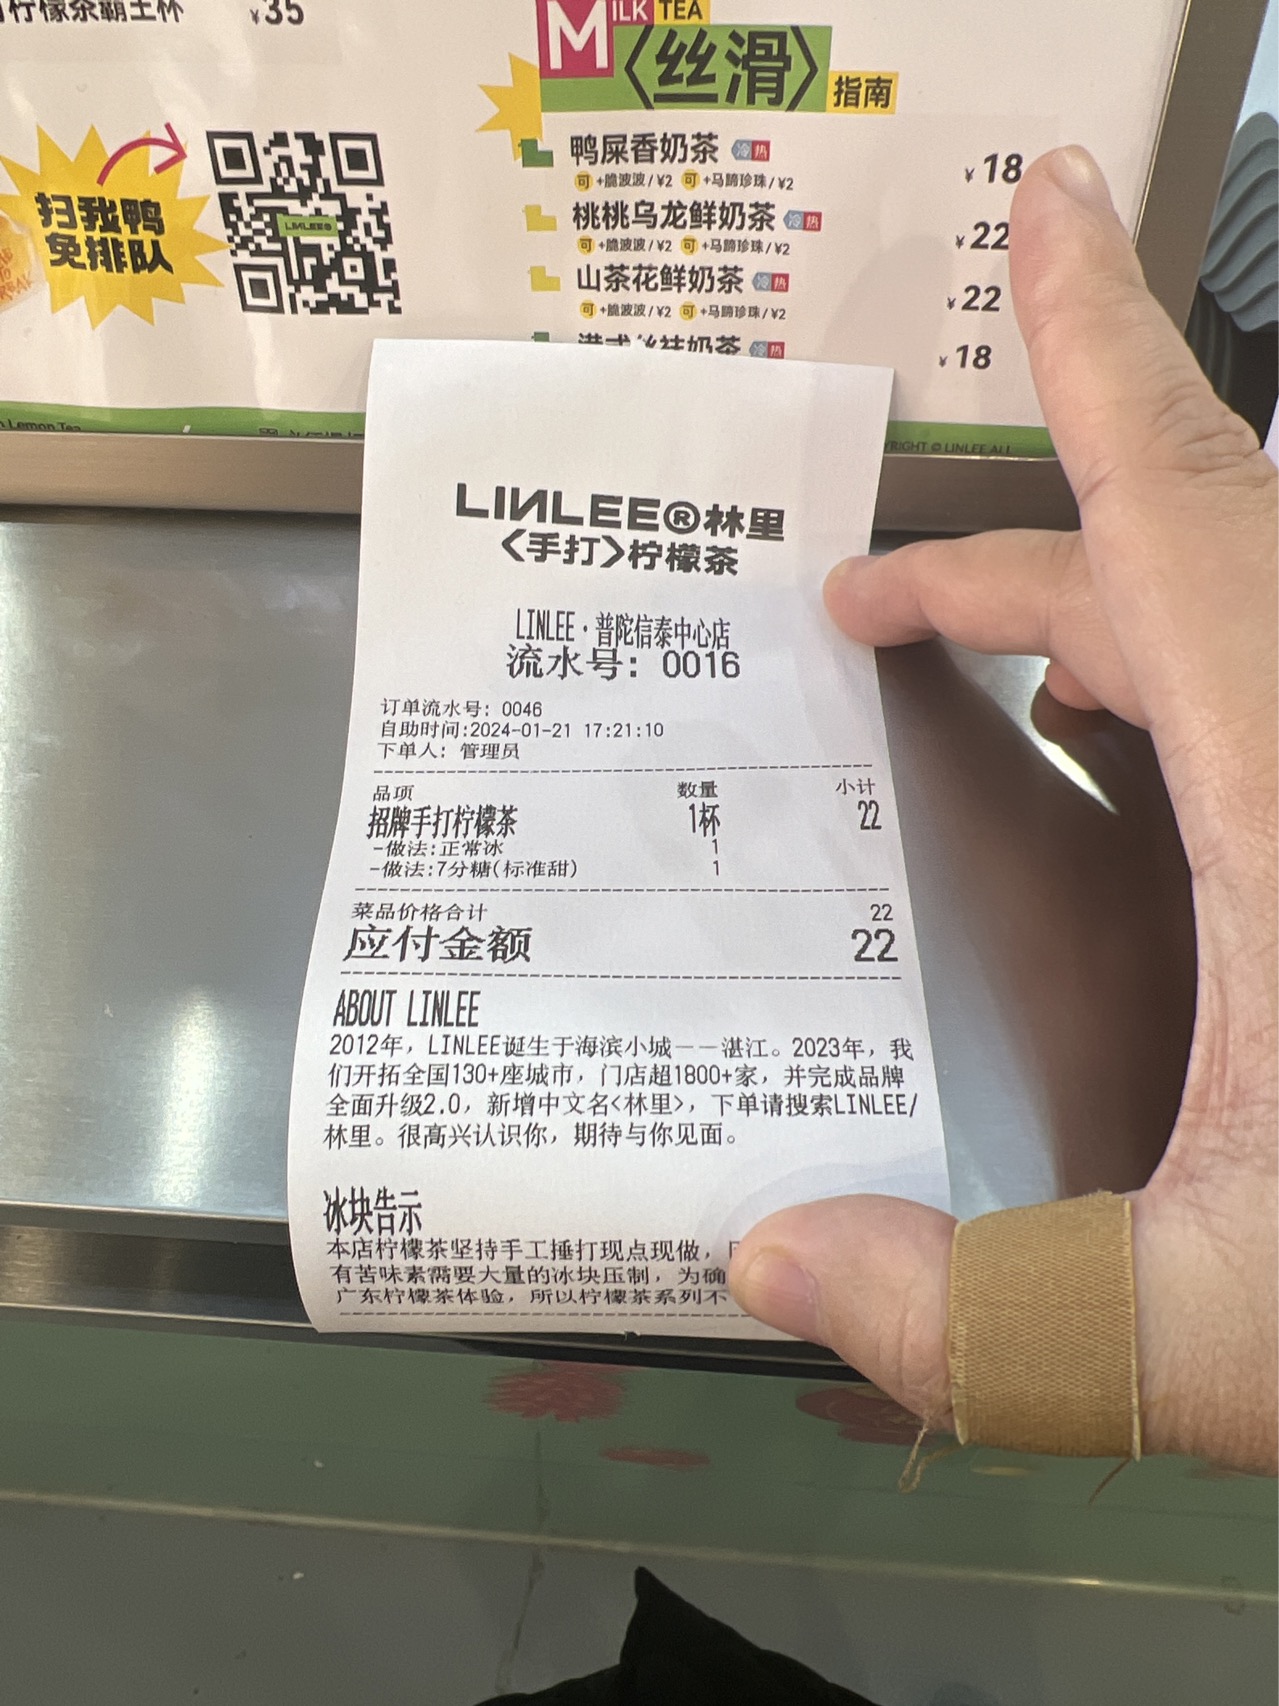 柠檬茶霸王杯 ¥35
MILK TEA
〈丝滑〉指南
鸭屎香奶茶 冷 热 ¥18
可 +脆波波/¥2 可 +马蹄珍珠/¥2
桃桃乌龙鲜奶茶 冷 热 ¥22
可 +脆波波/¥2 可 +马蹄珍珠/¥2
山茶花鲜奶茶 冷 热 ¥22
可 +脆波波/¥2 可 +马蹄珍珠/¥2
港式丝袜奶茶 冷 热 ¥18
扫我鸭
免排队
LINLEE®
Lemon Tea
RIGHT © LINLEE ALL
LINLEE®林里
〈手打〉柠檬茶
LINLEE·普陀信泰中心店
流水号: 0016
订单流水号: 0046
自助时间:2024-01-21 17:21:10
下单人: 管理员
品项 数量 小计
招牌手打柠檬茶 1杯 22
-做法:正常冰 1
-做法:7分糖(标准甜) 1
菜品价格合计 22
应付金额 22
ABOUT LINLEE
2012年，LINLEE诞生于海滨小城——湛江。2023年，我
们开拓全国130+座城市，门店超1800+家，并完成品牌
全面升级2.0，新增中文名<林里>，下单请搜索LINLEE/
林里。很高兴认识你，期待与你见面。
冰块告示
本店柠檬茶坚持手工捶打现点现做，
有苦味素需要大量的冰块压制，为确
广东柠檬茶体验，所以柠檬茶系列不